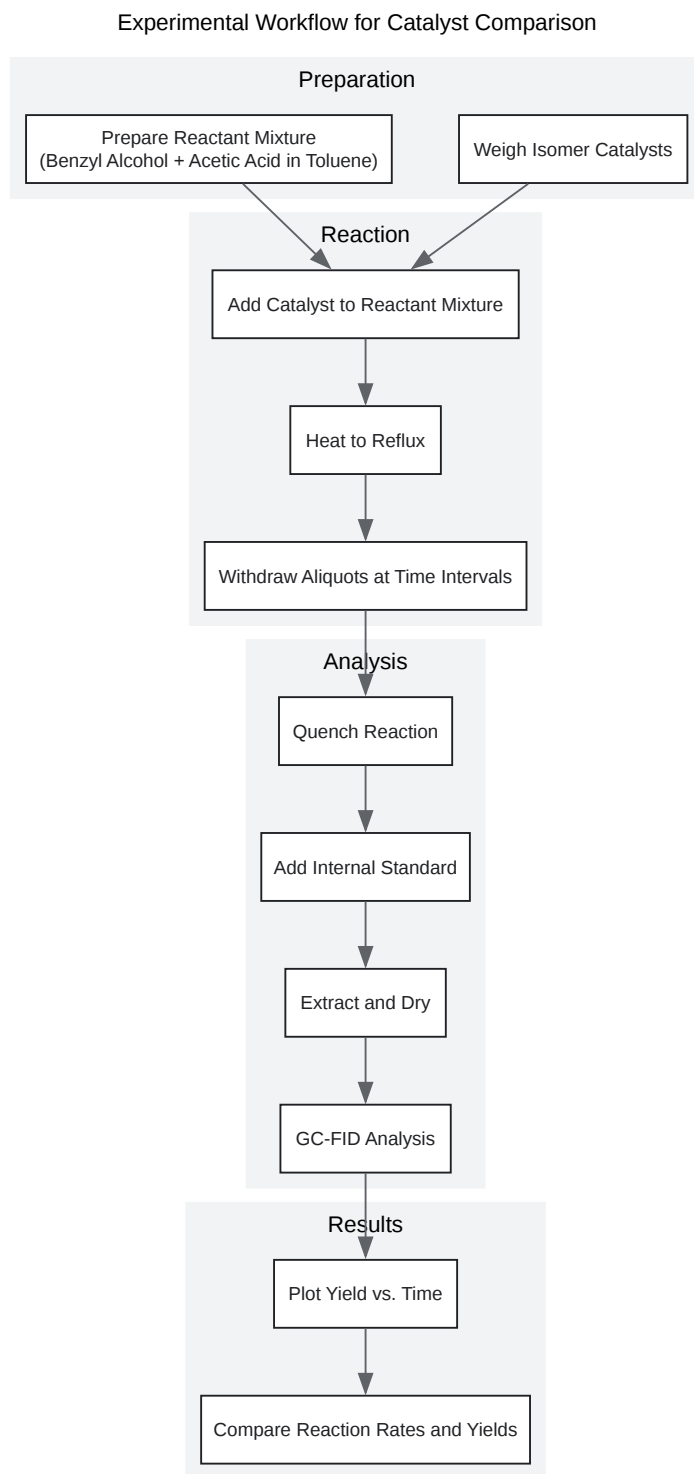 Experimental Workflow for Catalyst Comparison
Preparation
Prepare Reactant Mixture
(Benzyl Alcohol + Acetic Acid in Toluene)
Weigh Isomer Catalysts
Reaction
Add Catalyst to Reactant Mixture
Heat to Reflux
Withdraw Aliquots at Time Intervals
Analysis
Quench Reaction
Add Internal Standard
Extract and Dry
GC-FID Analysis
Results
Plot Yield vs. Time
Compare Reaction Rates and Yields